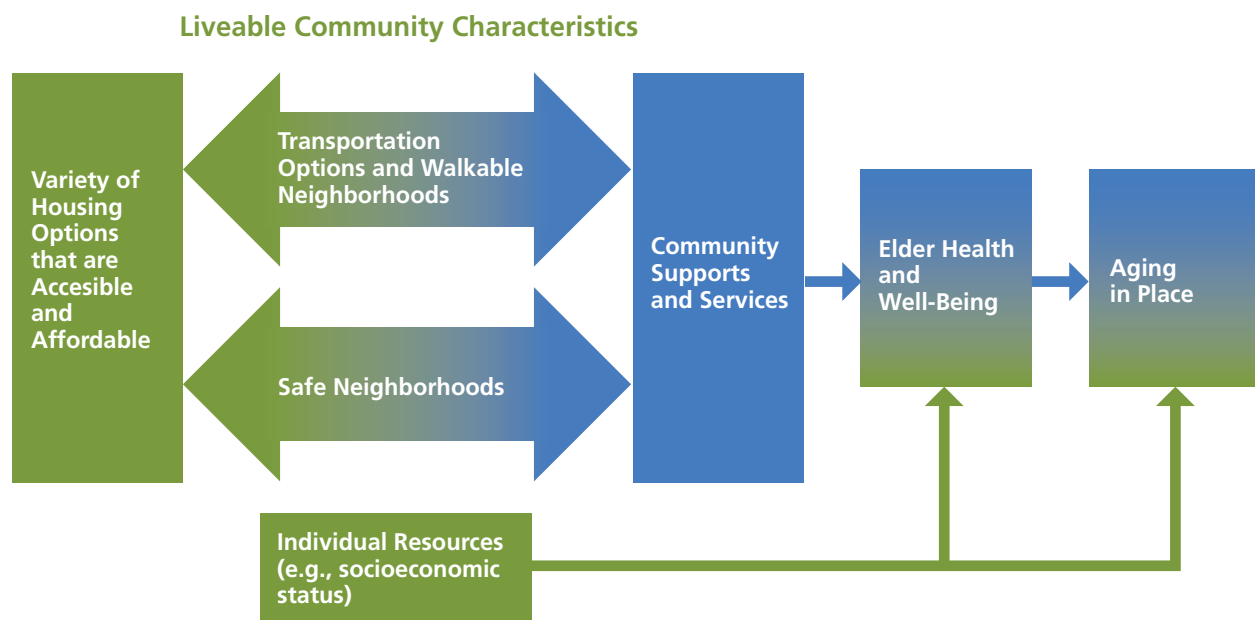 Liveable Community Characteristics
Variety of
Housing
Options
that are
Accesible
and
Affordable
Transportation
Options and Walkable
Neighborhoods
Safe Neighborhoods
Community
Supports
and Services
Elder Health
and
Well-Being
Aging
in Place
Individual Resources
(e.g., socioeconomic
status)